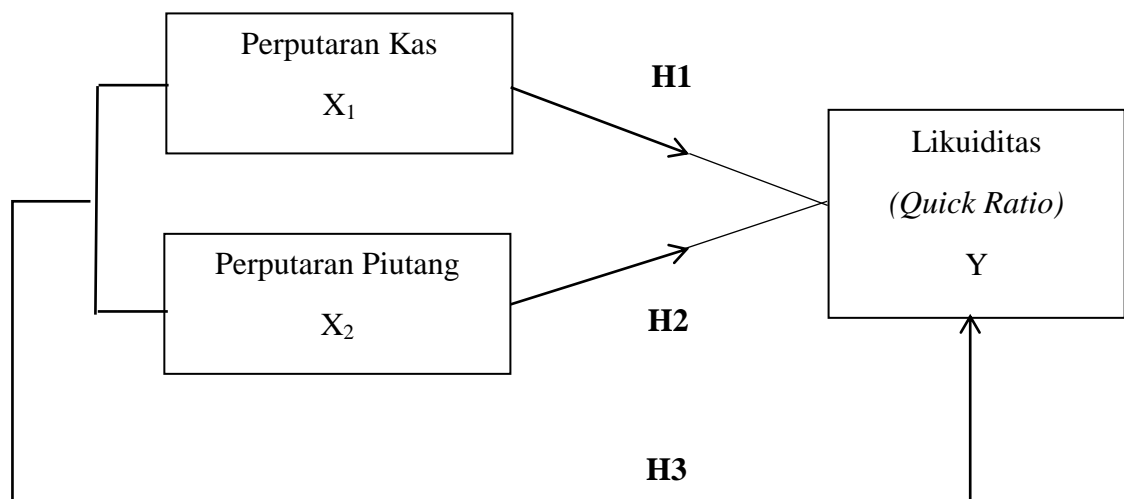 Perputaran Kas
X₁
H1
Likuiditas
(Quick Ratio)
Y
Perputaran Piutang
X₂
H2
H3